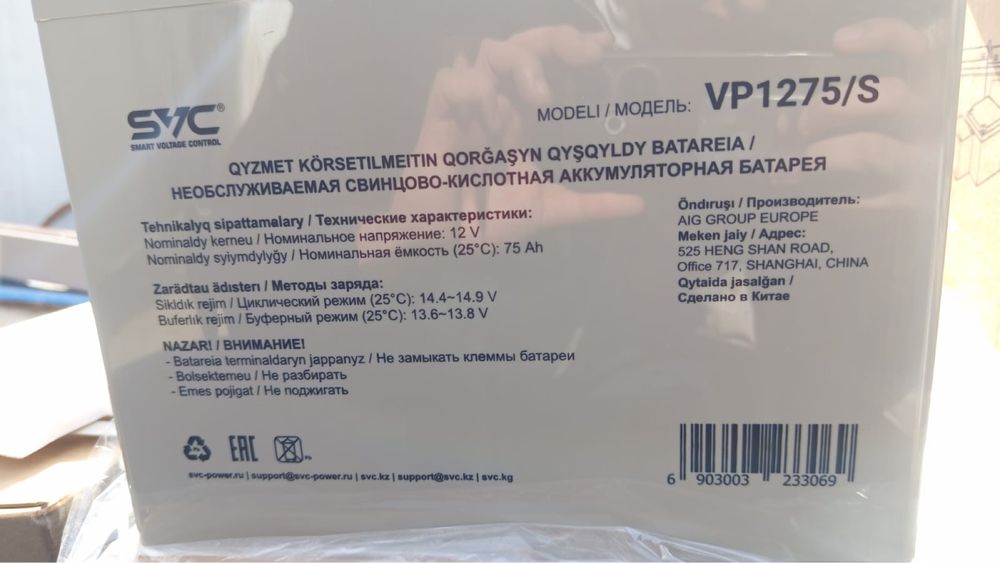 SVC®
SMART VOLTAGE CONTROL
MODELI / МОДЕЛЬ: VP1275/S
QYZMET KÖRSETILMEITIN QORĞAŞYN QYŞQYLDY BATAREIA /
НЕОБСЛУЖИВАЕМАЯ СВИНЦОВО-КИСЛОТНАЯ АККУМУЛЯТОРНАЯ БАТАРЕЯ
Tehnikalyq sipattamalary / Технические характеристики:
Nominaldy kerneu / Номинальное напряжение: 12 V
Nominaldy syiymdylyğy / Номинальная ёмкость (25°C): 75 Ah
Zarädtau ädısterı / Методы заряда:
Sikldık rejim / Циклический режим (25°C): 14.4~14.9 V
Buferlık rejim / Буферный режим (25°C): 13.6~13.8 V
NAZAR! / ВНИМАНИЕ!
- Batareia terminaldaryn jappanyz / Не замыкать клеммы батареи
- Bolsektemeu / Не разбирать
- Emes pojigat / Не поджигать
Öndıruşı / Производитель:
AIG GROUP EUROPE
Meken jaiy / Адрес:
525 HENG SHAN ROAD,
Office 717, SHANGHAI, CHINA
Qytaida jasalğan /
Сделано в Китае
EAC
Pb
svc-power.ru | support@svc-power.ru | svc.kz | support@svc.kz | svc.kg
6 903003 233069